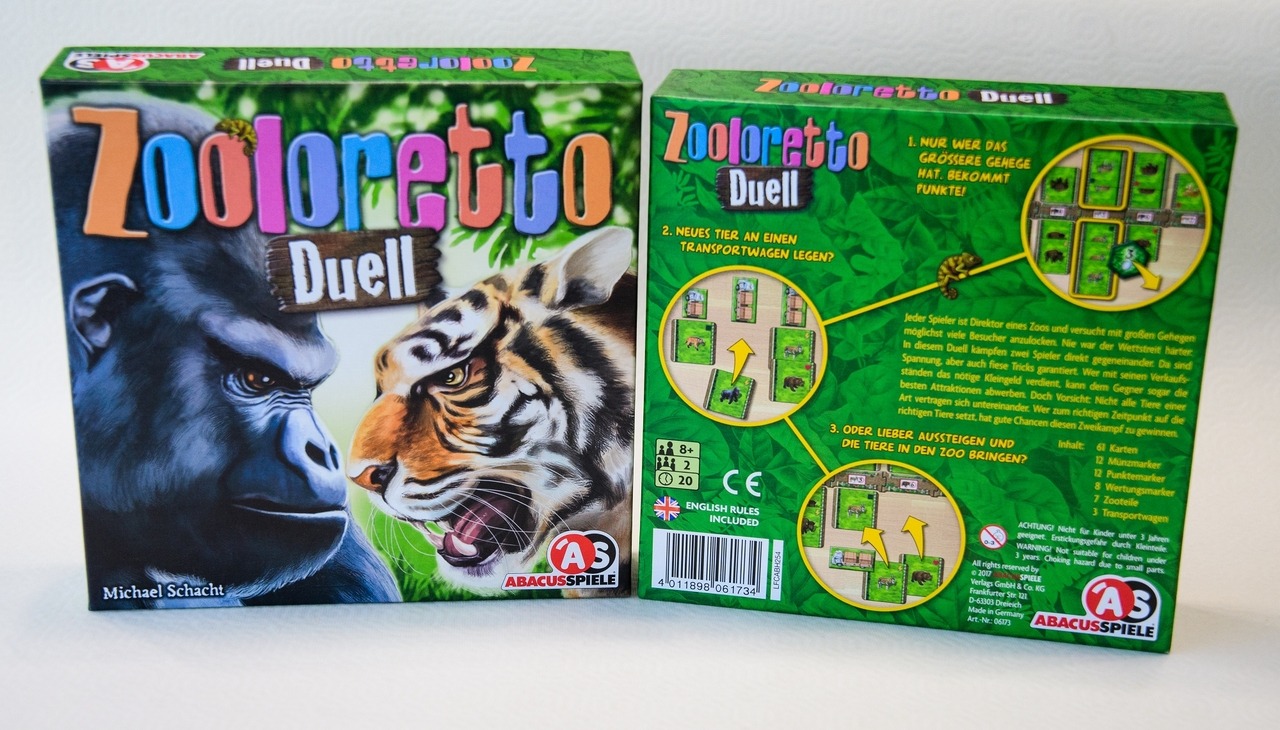 ABACUSSPIELE
Zooloretto Duell
Zooloretto
Duell
Michael Schacht
AS
ABACUSSPIELE
Zooloretto Duell
Zooloretto
Duell
1. NUR WER DAS
GRÖSSERE GEHEGE
HAT, BEKOMMT
PUNKTE!
2. NEUES TIER AN EINEN
TRANSPORTWAGEN LEGEN?
Jeder Spieler ist Direktor eines Zoos und versucht mit großen Gehegen
möglichst viele Besucher anzulocken. Nie war der Wettstreit härter.
In diesem Duell kämpfen zwei Spieler direkt gegeneinander. Da sind
Spannung, aber auch fiese Tricks garantiert. Wer mit seinen Verkaufs-
ständen das nötige Kleingeld verdient, kann dem Gegner sogar die
besten Attraktionen abwerben. Doch Vorsicht: Nicht alle Tiere einer
Art vertragen sich untereinander. Wer zum richtigen Zeitpunkt auf die
richtigen Tiere setzt, hat gute Chancen diesen Zweikampf zu gewinnen.
3. ODER LIEBER AUSSTEIGEN UND
DIE TIERE IN DEN ZOO BRINGEN?
Inhalt: 61 Karten
12 Münzmarker
12 Punktemarker
8 Wertungsmarker
7 Zooteile
3 Transportwagen
8+
2
20
CE
ENGLISH RULES
INCLUDED
4 011898 061734
LFCABH254
0-3
ACHTUNG! Nicht für Kinder unter 3 Jahren
geeignet. Erstickungsgefahr durch Kleinteile.
WARNING! Not suitable for children under
3 years. Choking hazard due to small parts.
All rights reserved by
© 2017 ABACUSSPIELE
Verlags GmbH & Co. KG
Frankfurter Str. 121
D-63303 Dreieich
Made in Germany
Art.-Nr.: 06173
AS
ABACUSSPIELE